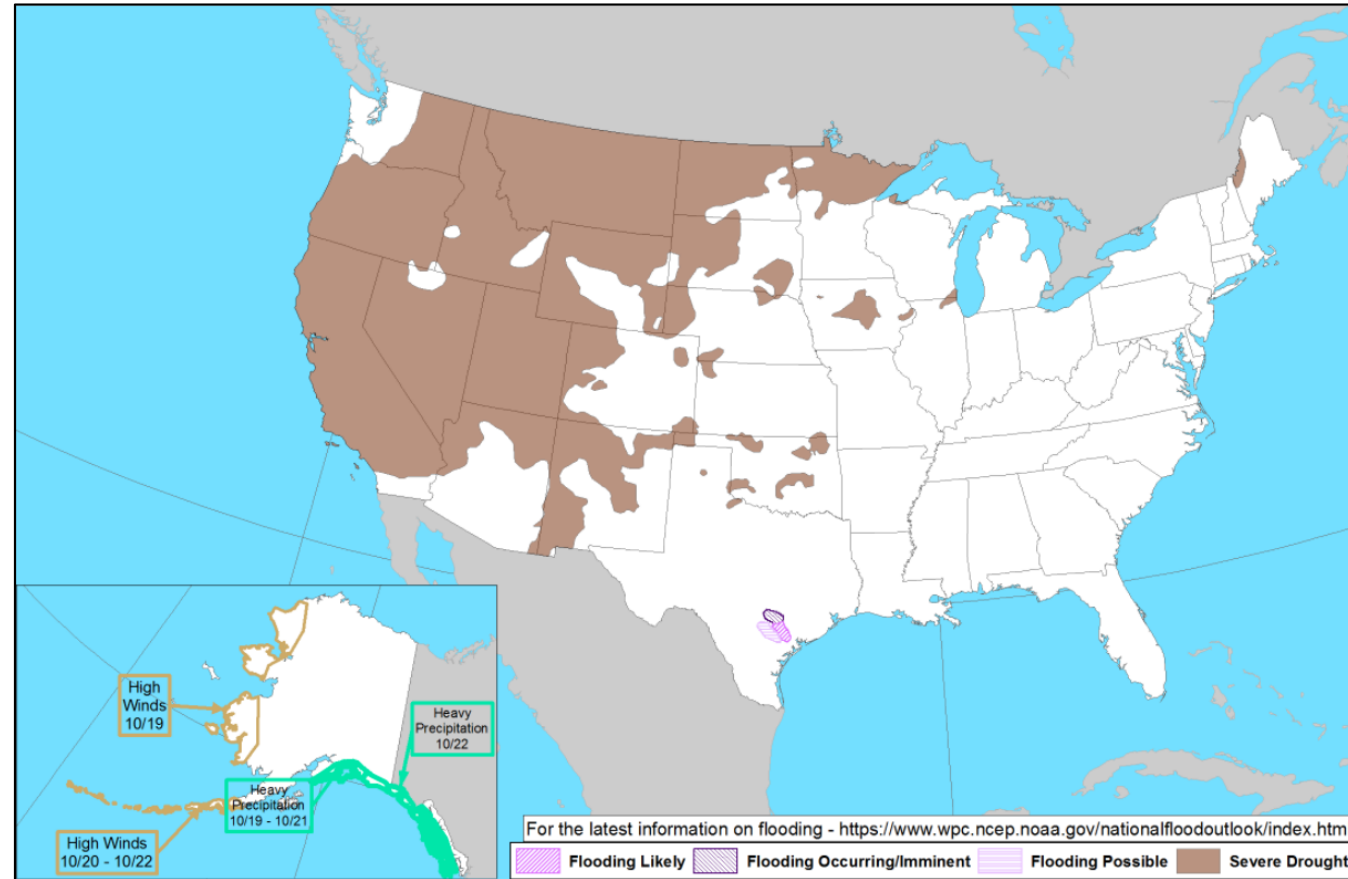 High
Winds
10/19
Heavy
Precipitation
10/22
Heavy
Precipitation
10/19 - 10/21
High Winds
10/20 - 10/22
For the latest information on flooding - https://www.wpc.ncep.noaa.gov/nationalfloodoutlook/index.htm
Flooding Likely Flooding Occurring/Imminent Flooding Possible Severe Drought